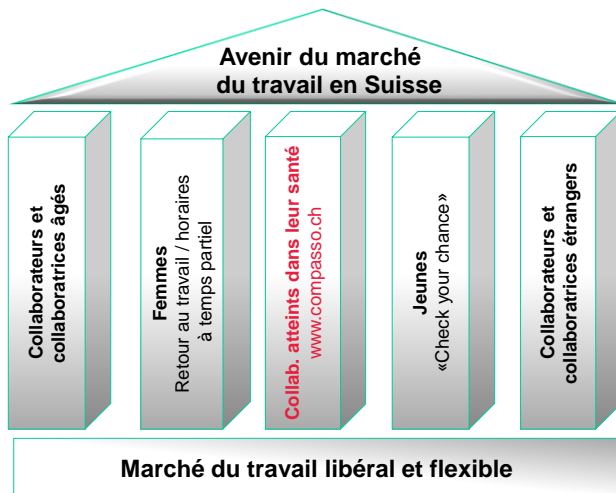 Avenir du marché
du travail en Suisse
Collaborateurs et
collaboratrices âgés
Femmes
Retour au travail / horaires
à temps partiel
Collab. atteints dans leur santé
www.compasso.ch
Jeunes
«Check your chance»
Collaborateurs et
collaboratrices étrangers
Marché du travail libéral et flexible